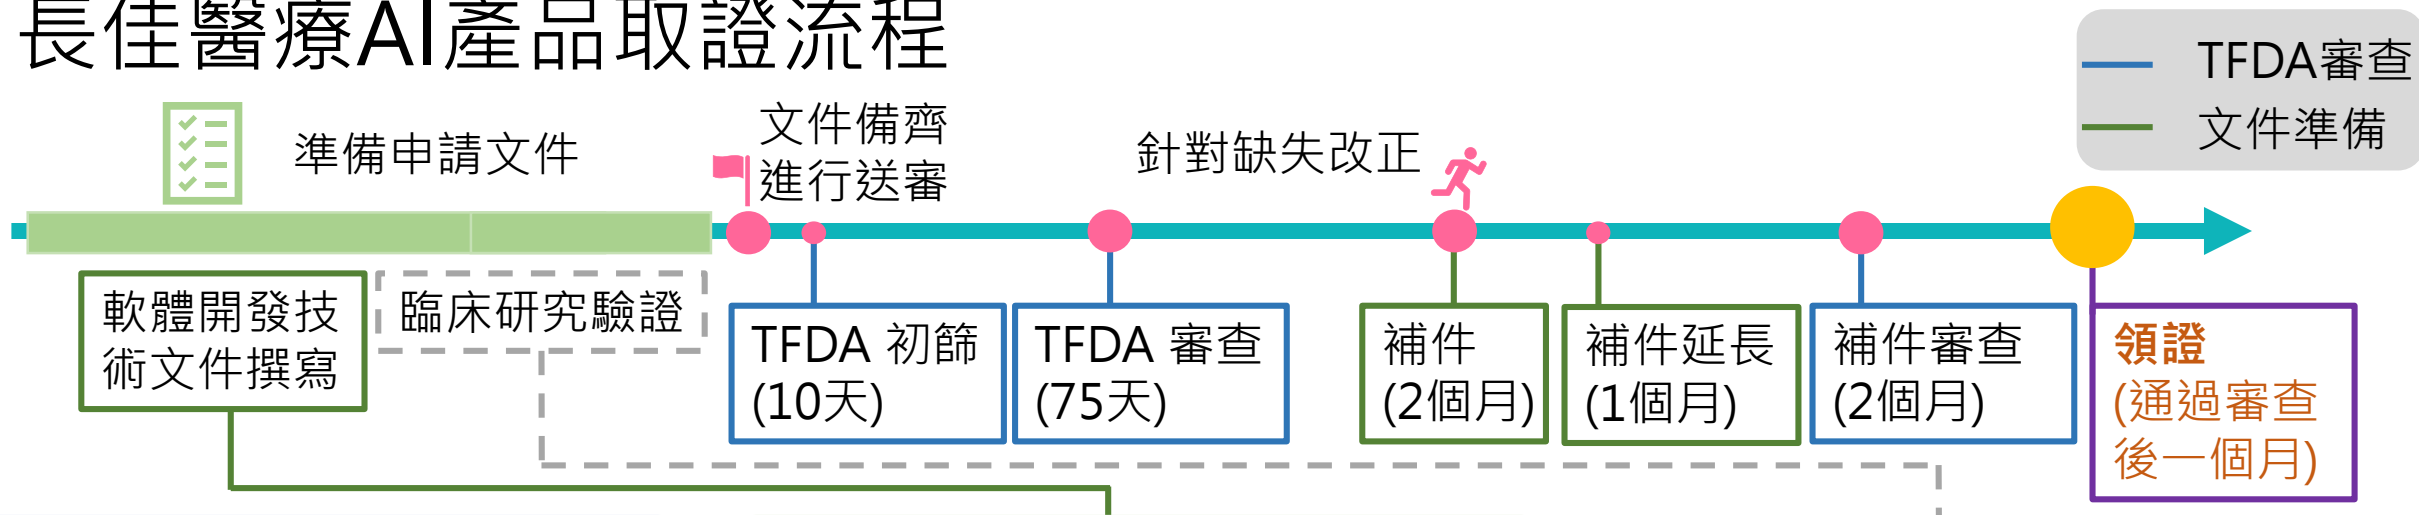 長佳醫療AI產品取證流程
TFDA審查
文件準備
準備申請文件
文件備齊
進行送審
針對缺失改正
軟體開發技
術文件撰寫
臨床研究驗證
TFDA 初篩
(10天)
TFDA 審查
(75天)
補件
(2個月)
補件延長
(1個月)
補件審查
(2個月)
領證
(通過審查
後一個月)